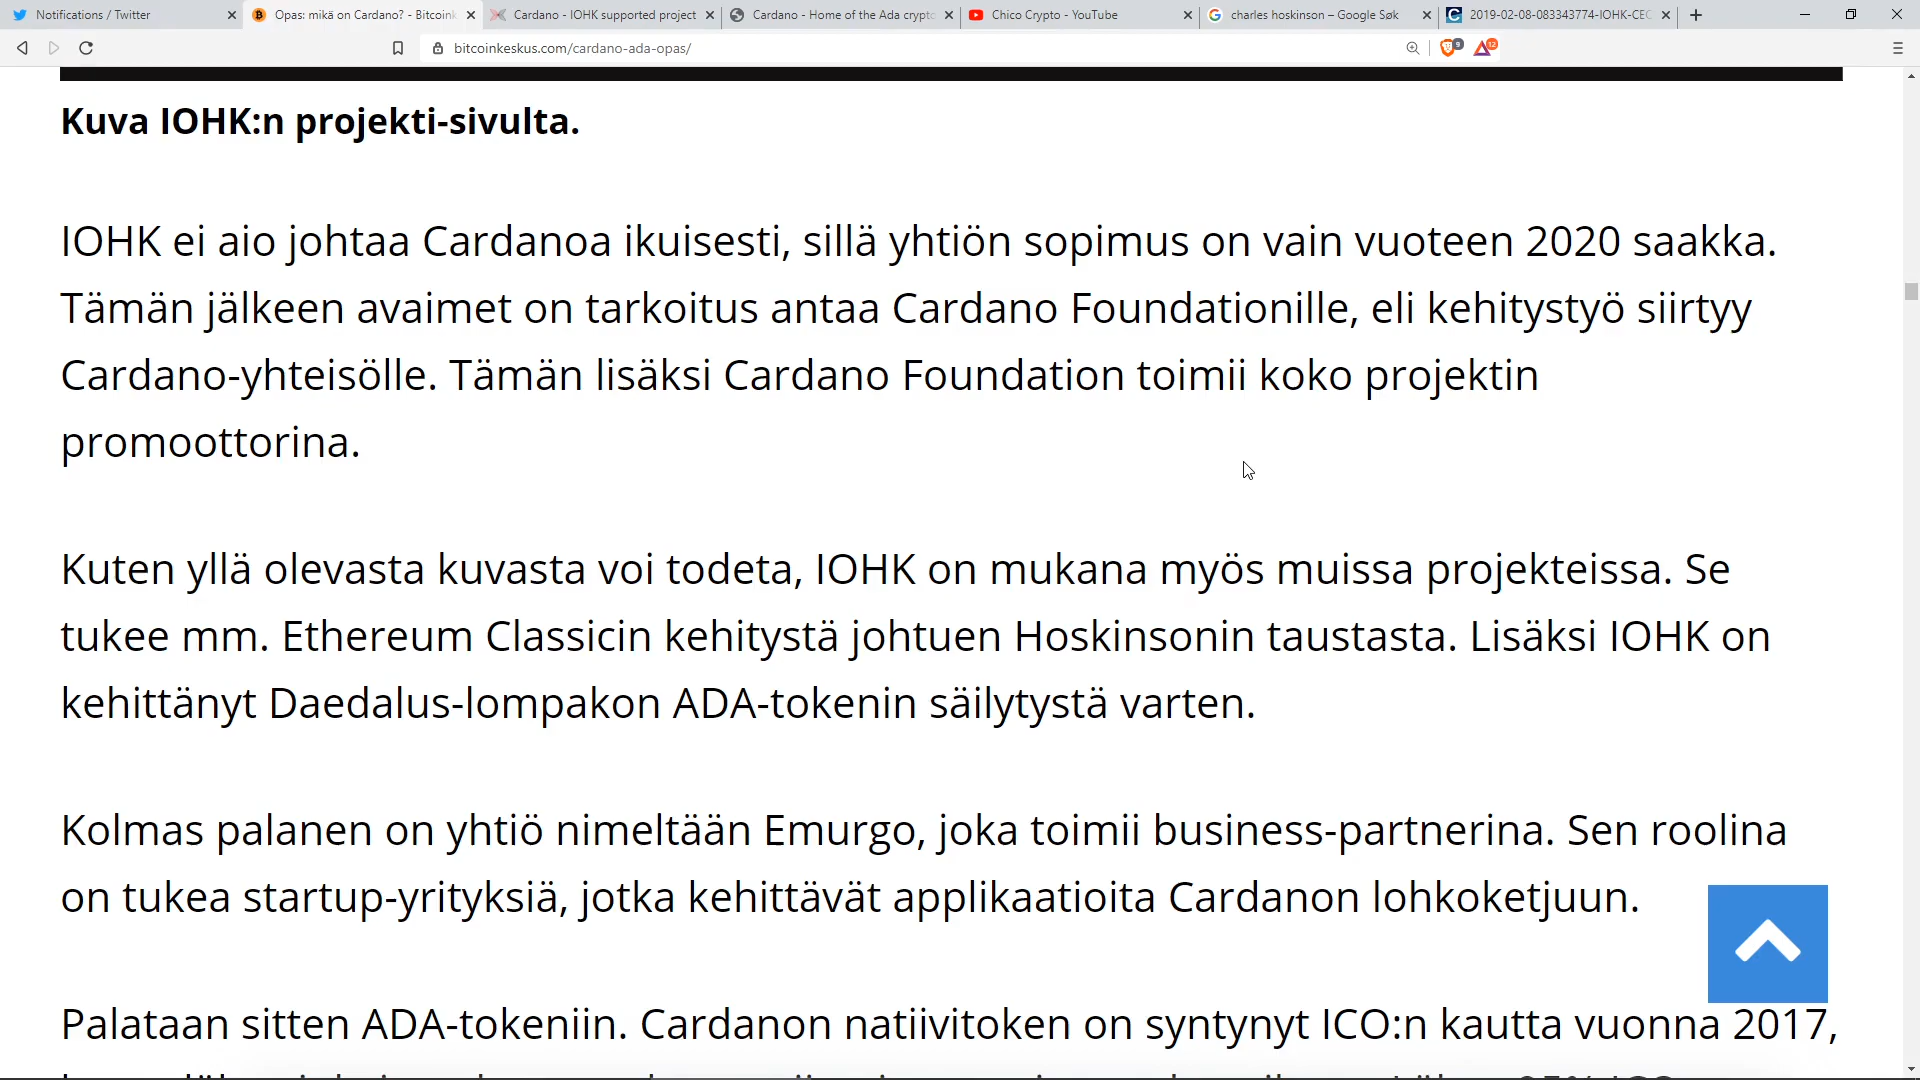 Notifications / Twitter
Opas: mikä on Cardano? - Bitcoink
Cardano - IOHK supported project
Cardano - Home of the Ada crypto
Chico Crypto - YouTube
charles hoskinson – Google Søk
2019-02-08-083343774-IOHK-CEC
bitcoinkeskus.com/cardano-ada-opas/
9
12
Kuva IOHK:n projekti-sivulta.
IOHK ei aio johtaa Cardanoa ikuisesti, sillä yhtiön sopimus on vain vuoteen 2020 saakka.
Tämän jälkeen avaimet on tarkoitus antaa Cardano Foundationille, eli kehitystyö siirtyy
Cardano-yhteisölle. Tämän lisäksi Cardano Foundation toimii koko projektin
promoottorina.
Kuten yllä olevasta kuvasta voi todeta, IOHK on mukana myös muissa projekteissa. Se
tukee mm. Ethereum Classicin kehitystä johtuen Hoskinsonin taustasta. Lisäksi IOHK on
kehittänyt Daedalus-lompakon ADA-tokenin säilytystä varten.
Kolmas palanen on yhtiö nimeltään Emurgo, joka toimii business-partnerina. Sen roolina
on tukea startup-yrityksiä, jotka kehittävät applikaatioita Cardanon lohkoketjuun.
Palataan sitten ADA-tokeniin. Cardanon natiivitoken on syntynyt ICO:n kautta vuonna 2017,